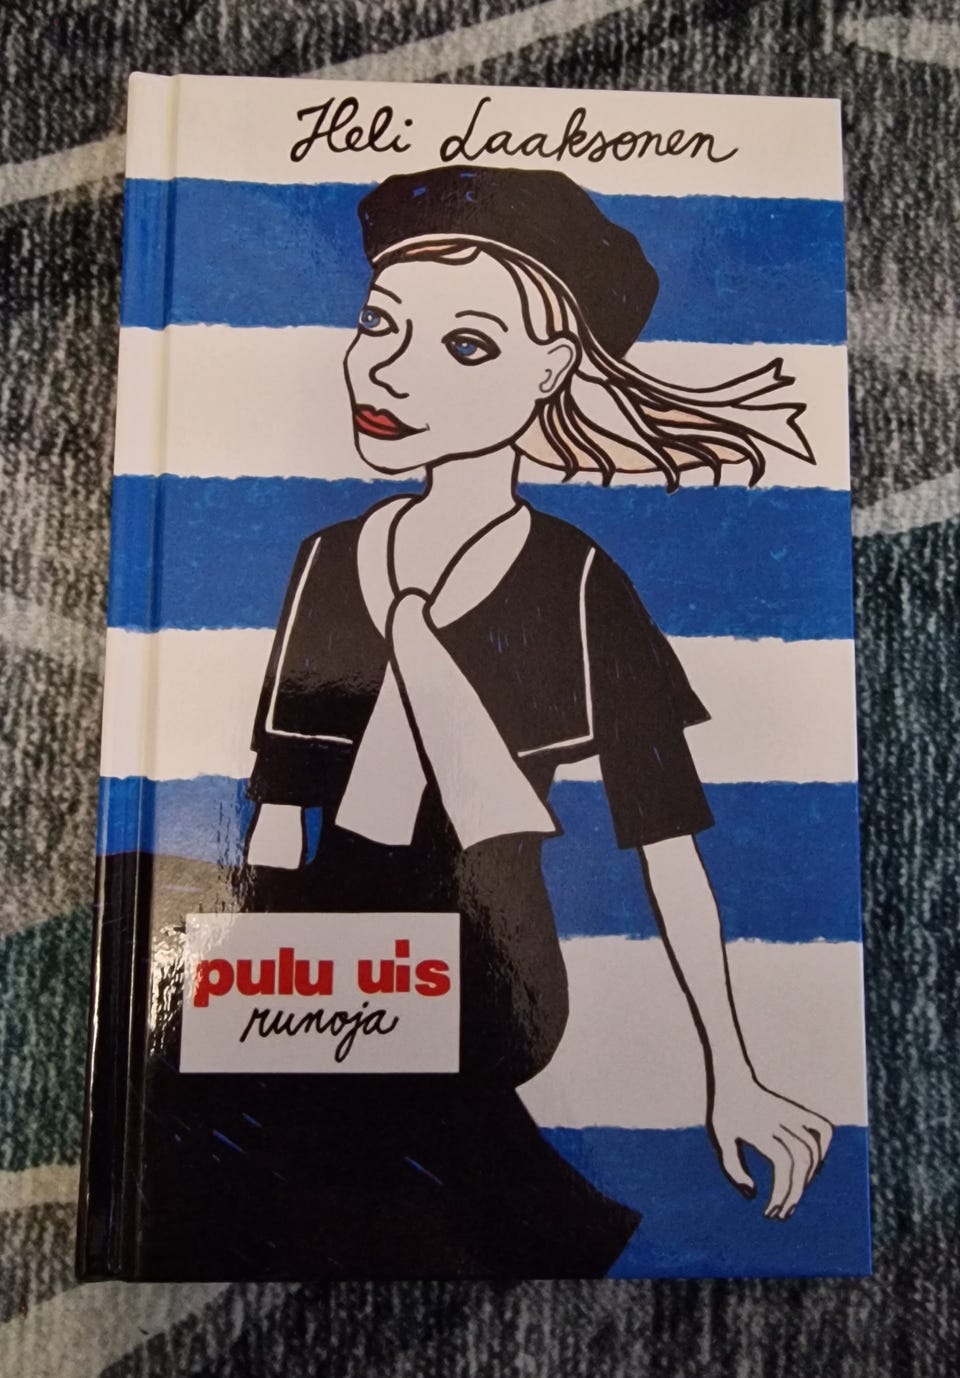 Heli Laaksonen
pulu uis
runoja